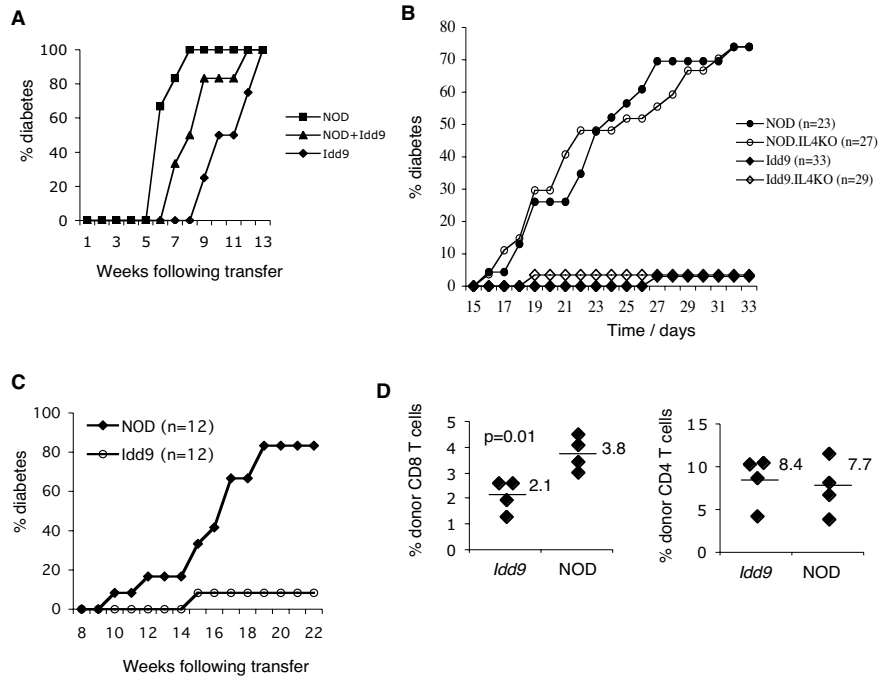 A
% diabetes
100
80
60
40
20
0
1 3 5 7 9 11 13
Weeks following transfer
NOD
NOD+Idd9
Idd9
B
% diabetes
80
70
60
50
40
30
20
10
0
15 17 19 21 23 25 27 29 31 33
Time / days
NOD (n=23)
NOD.IL4KO (n=27)
Idd9 (n=33)
Idd9.IL4KO (n=29)
C
% diabetes
100
80
60
40
20
0
8 10 12 14 16 18 20 22
Weeks following transfer
NOD (n=12)
Idd9 (n=12)
D
% donor CD8 T cells
5
4
3
2
1
0
p=0.01
2.1
3.8
Idd9 NOD
% donor CD4 T cells
15
10
5
0
8.4
7.7
Idd9 NOD